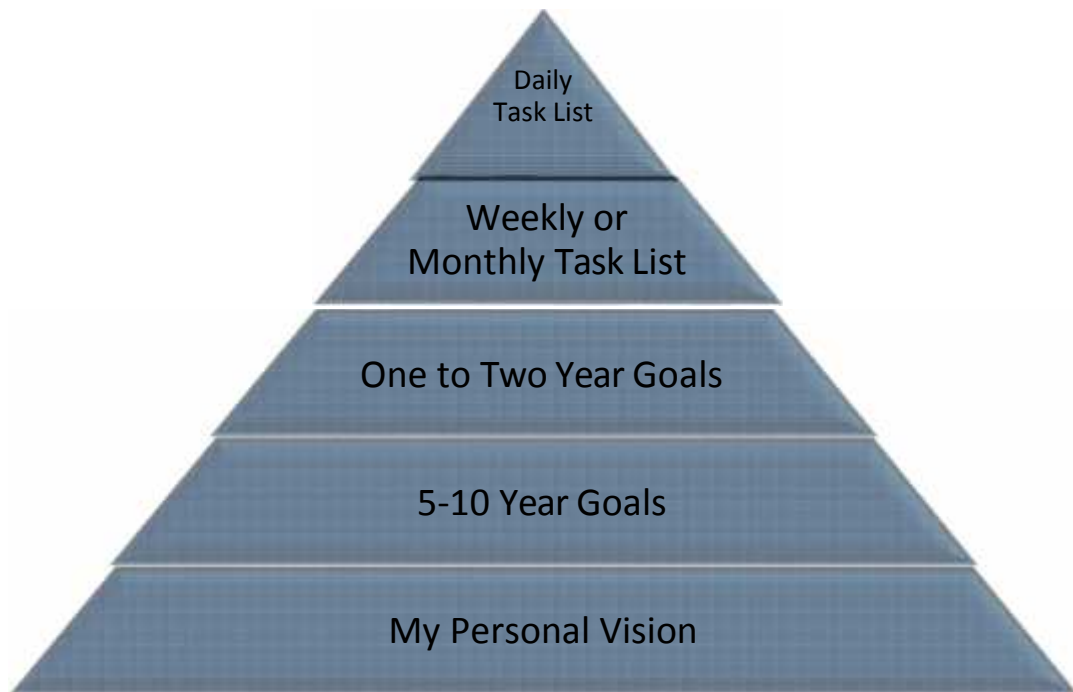 Daily
Task List
Weekly or
Monthly Task List
One to Two Year Goals
5-10 Year Goals
My Personal Vision